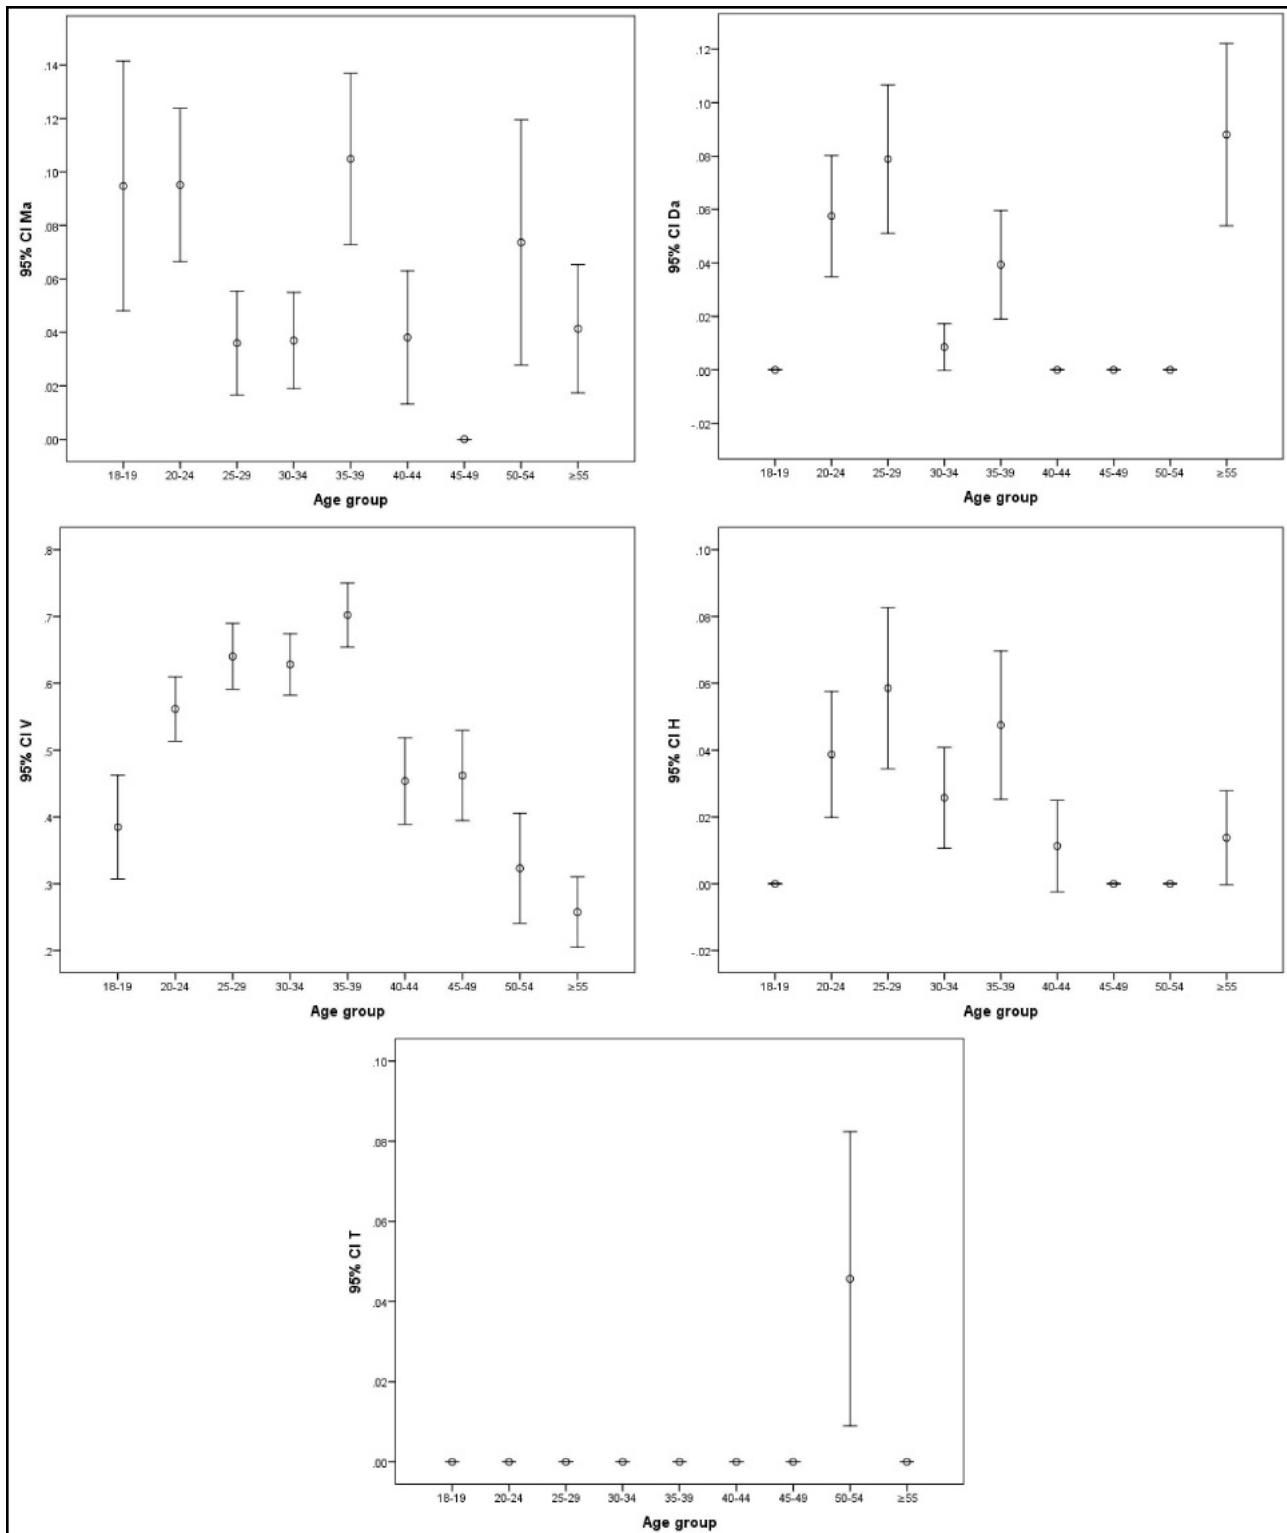 95% CI Ma
.14
.12
.10
.08
.06
.04
.02
.00
18-19 20-24 25-29 30-34 35-39 40-44 45-49 50-54 ≥55
Age group
95% CI Da
.12
.10
.08
.06
.04
.02
.00
-.02
18-19 20-24 25-29 30-34 35-39 40-44 45-49 50-54 ≥55
Age group
95% CI V
.8
.7
.6
.5
.4
.3
.2
18-19 20-24 25-29 30-34 35-39 40-44 45-49 50-54 ≥55
Age group
95% CI H
.10
.08
.06
.04
.02
.00
-.02
18-19 20-24 25-29 30-34 35-39 40-44 45-49 50-54 ≥55
Age group
95% CI T
.10
.08
.06
.04
.02
.00
18-19 20-24 25-29 30-34 35-39 40-44 45-49 50-54 ≥55
Age group